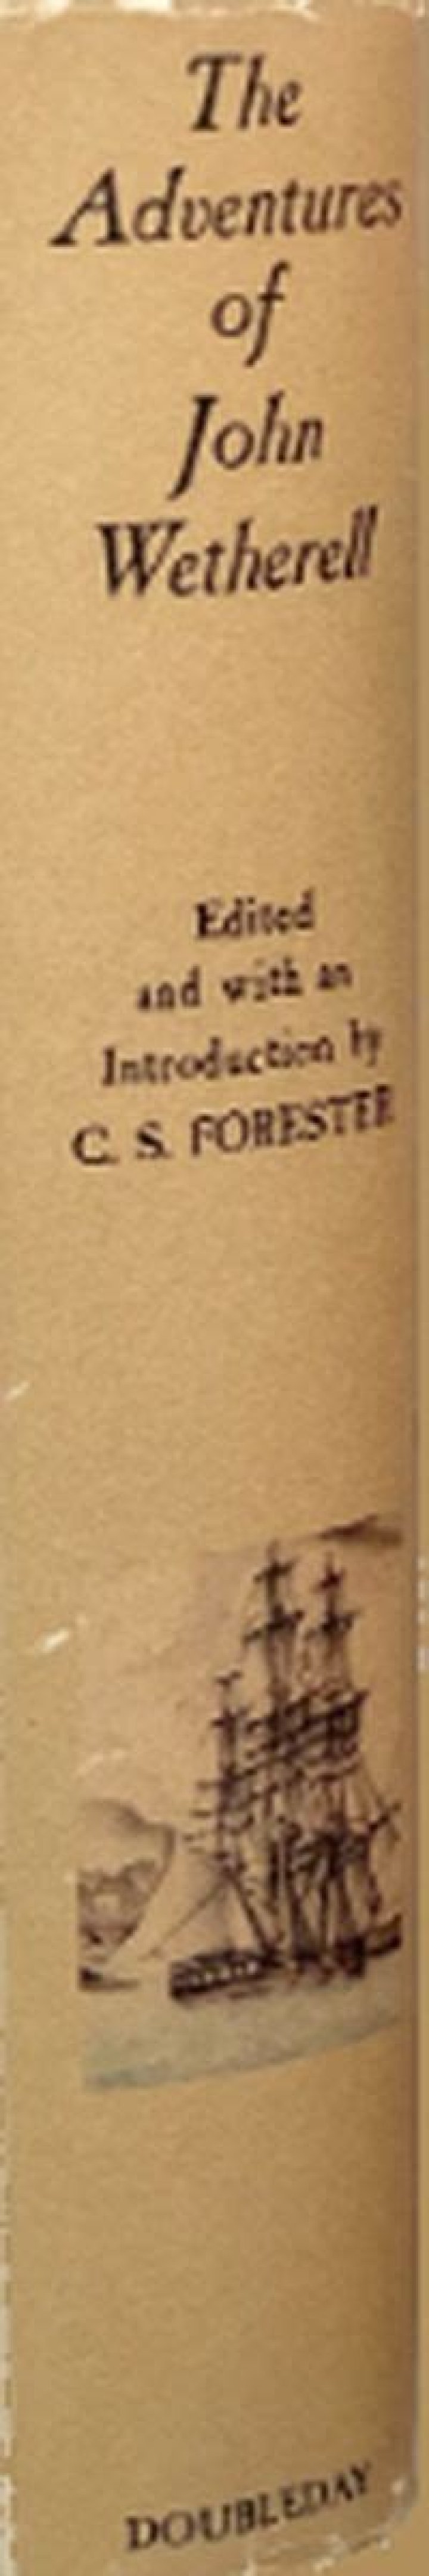 The
Adventures
of
John
Wetherell
Edited
and with an
Introduction by
C. S. FORESTER
DOUBLEDAY